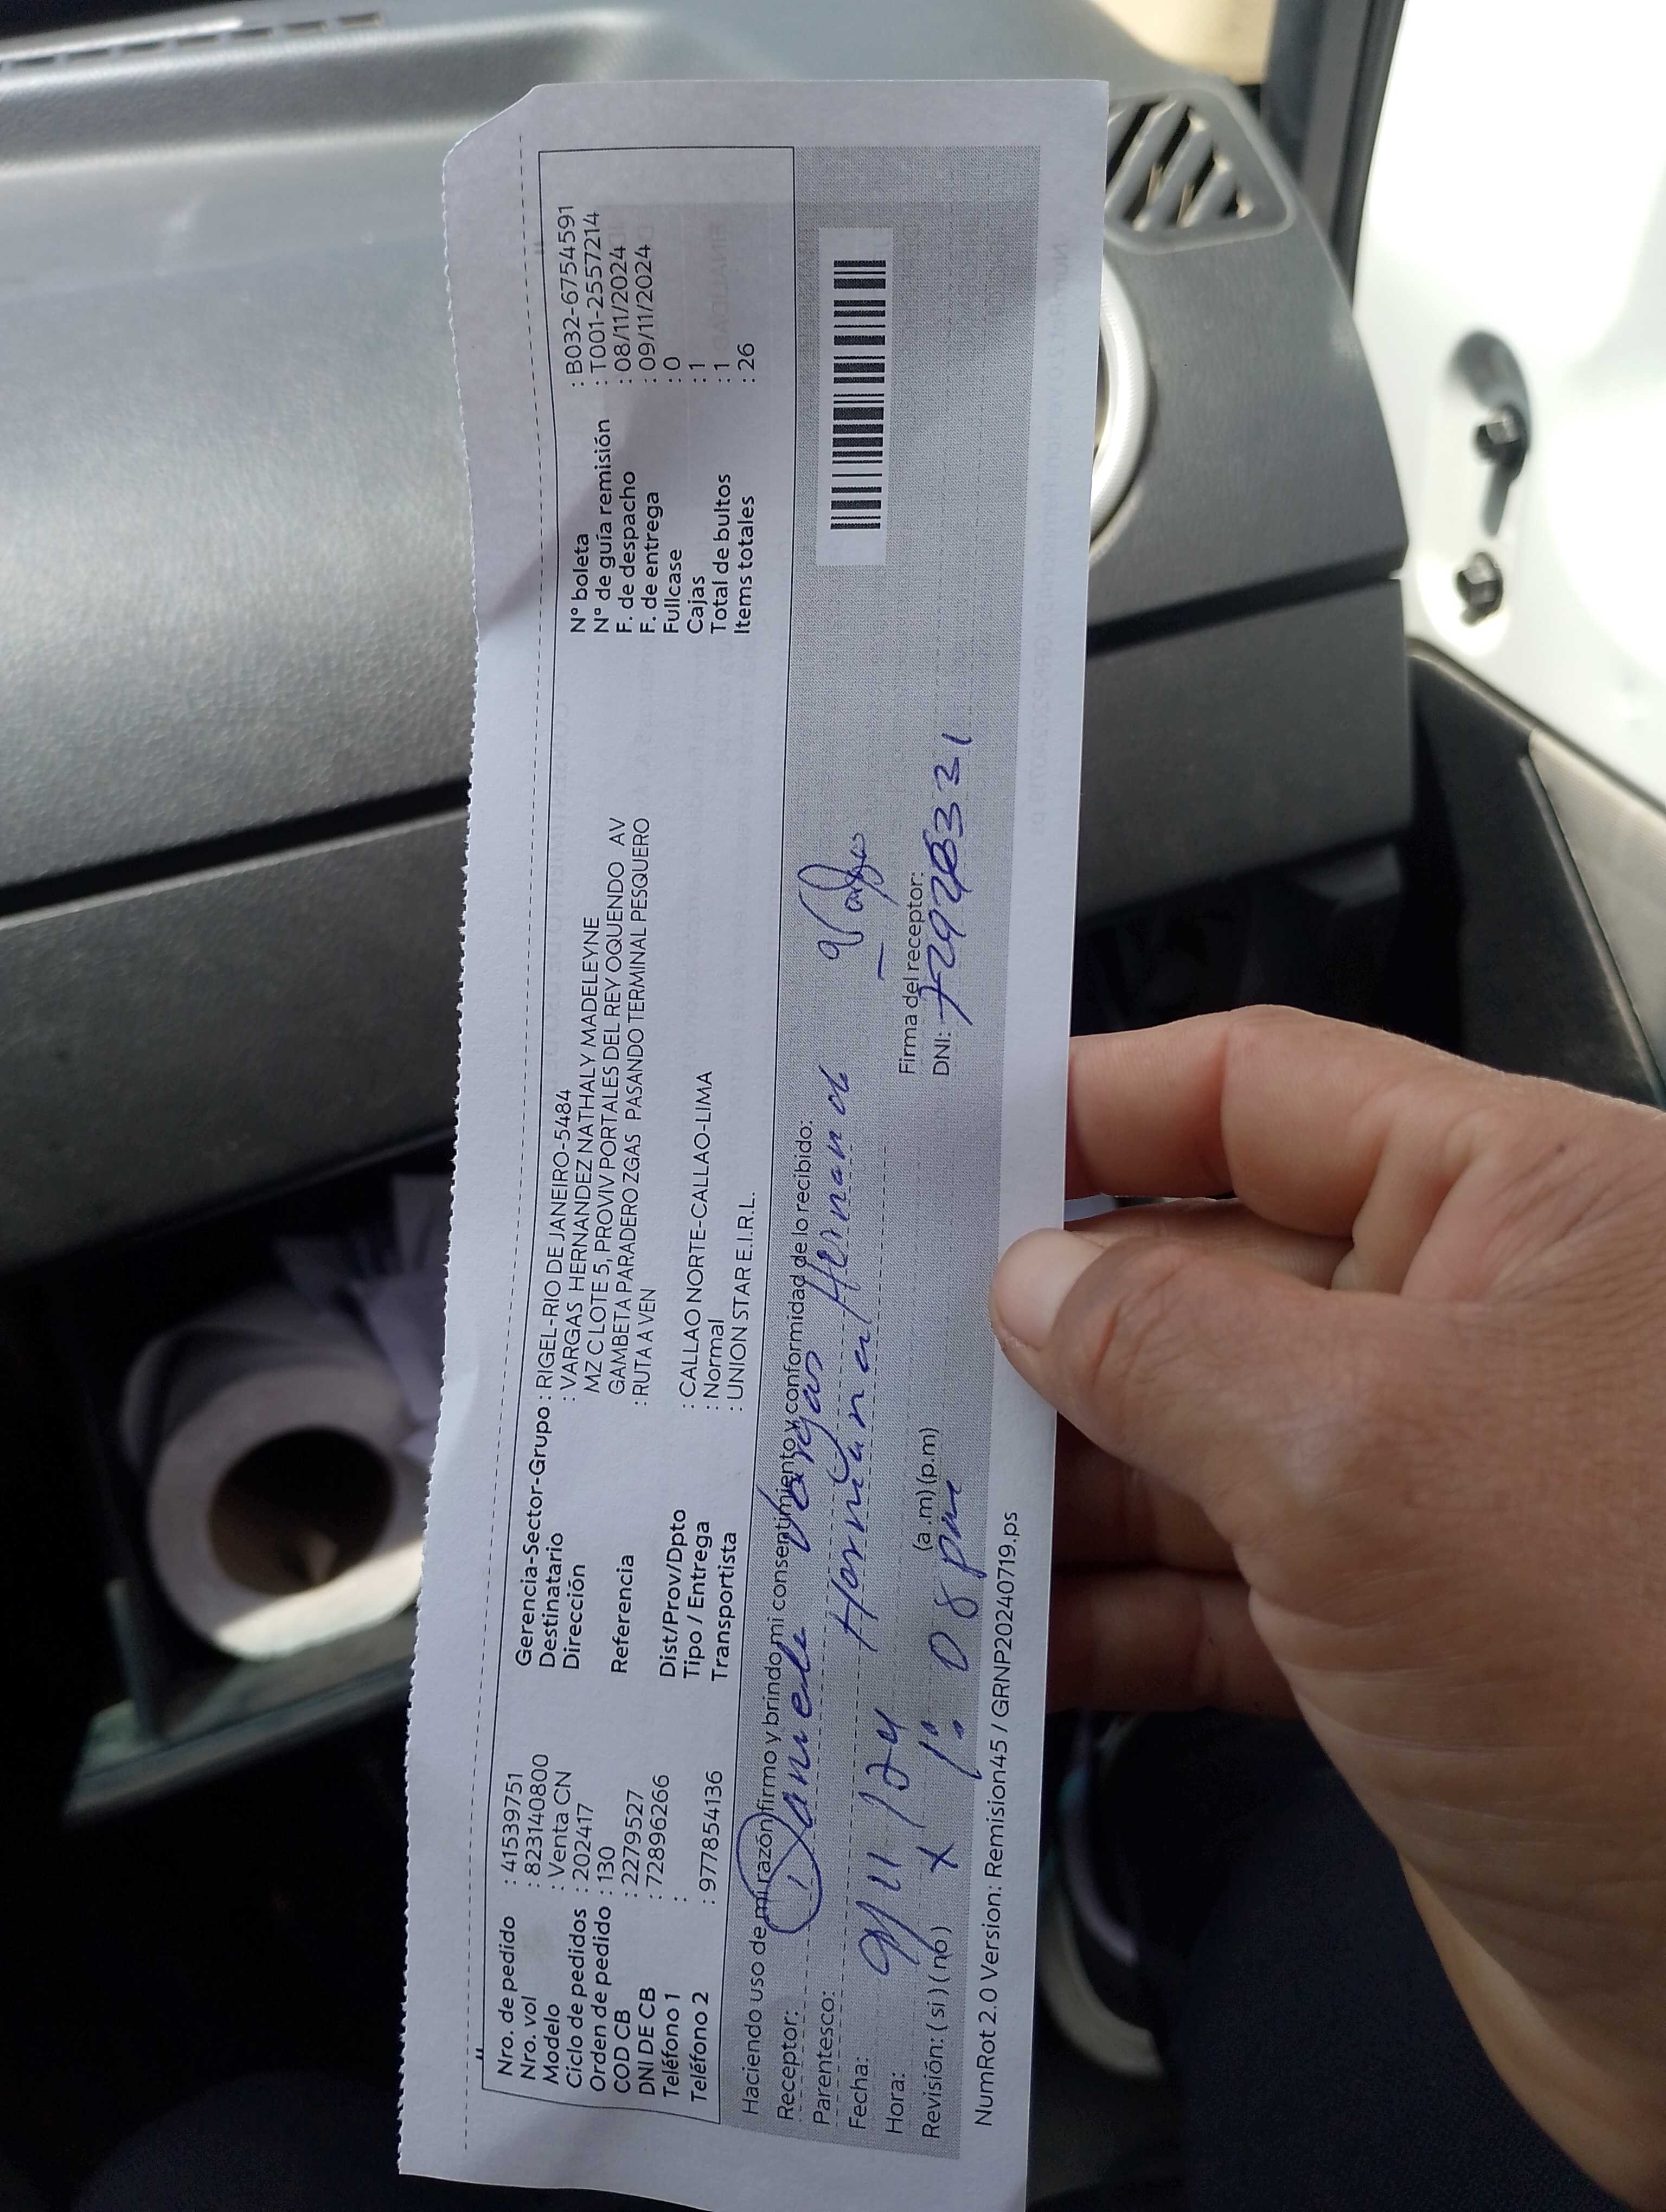 Nro. de pedido : 41539751
Nro. vol : 823140800
Modelo : Venta CN
Ciclo de pedidos : 202417
Orden de pedido : 130
COD CB : 2279527
DNI DE CB : 72896266
Teléfono 1 :
Teléfono 2 : 977854136
Gerencia-Sector-Grupo : RIGEL-RIO DE JANEIRO-5484
Destinatario : VARGAS HERNANDEZ NATHALY MADELEYNE
Dirección MZ C LOTE 5, PROVIV PORTALES DEL REY OQUENDO AV
GAMBETA PARADERO ZGAS PASANDO TERMINAL PESQUERO
Referencia : RUTA A VEN
Dist/Prov/Dpto : CALLAO NORTE-CALLAO-LIMA
Tipo / Entrega : Normal
Transportista : UNION STAR E.I.R.L.
N° boleta : B032-6754591
N° de guía remisión : T001-2557214
F. de despacho : 08/11/2024
F. de entrega : 09/11/2024
Fullcase : 0
Cajas : 1
Total de bultos : 1
Items totales : 26
Haciendo uso de mi razón firmo y brindo mi consentimiento y conformidad de lo recibido:
Receptor: Daniela Vargas
Parentesco: Hermana
Vargas
Fecha: 9/11/24
Hora: 1:08 pm (a.m) (p.m)
Revisión: ( si ) ( no ) x
Firma del receptor:
DNI:
NumRot 2.0 Version: Remision45 / GRNP20240719.ps